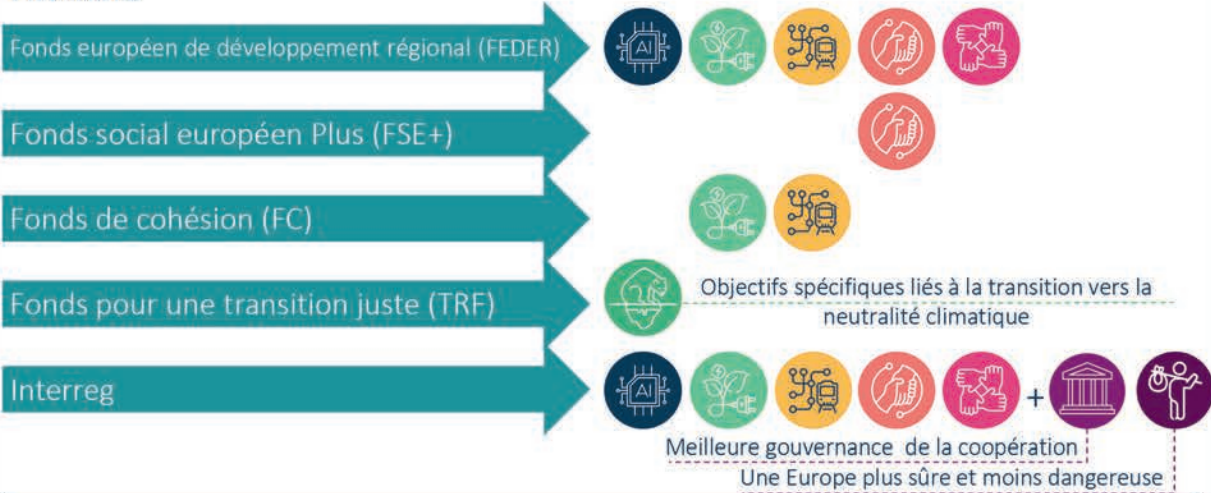 Fonds européen de développement régional (FEDER)
AI
Fonds social européen Plus (FSE+)
Fonds de cohésion (FC)
Fonds pour une transition juste (TRF)
Objectifs spécifiques liés à la transition vers la
neutralité climatique
Interreg
AI
+
Meilleure gouvernance de la coopération
Une Europe plus sûre et moins dangereuse